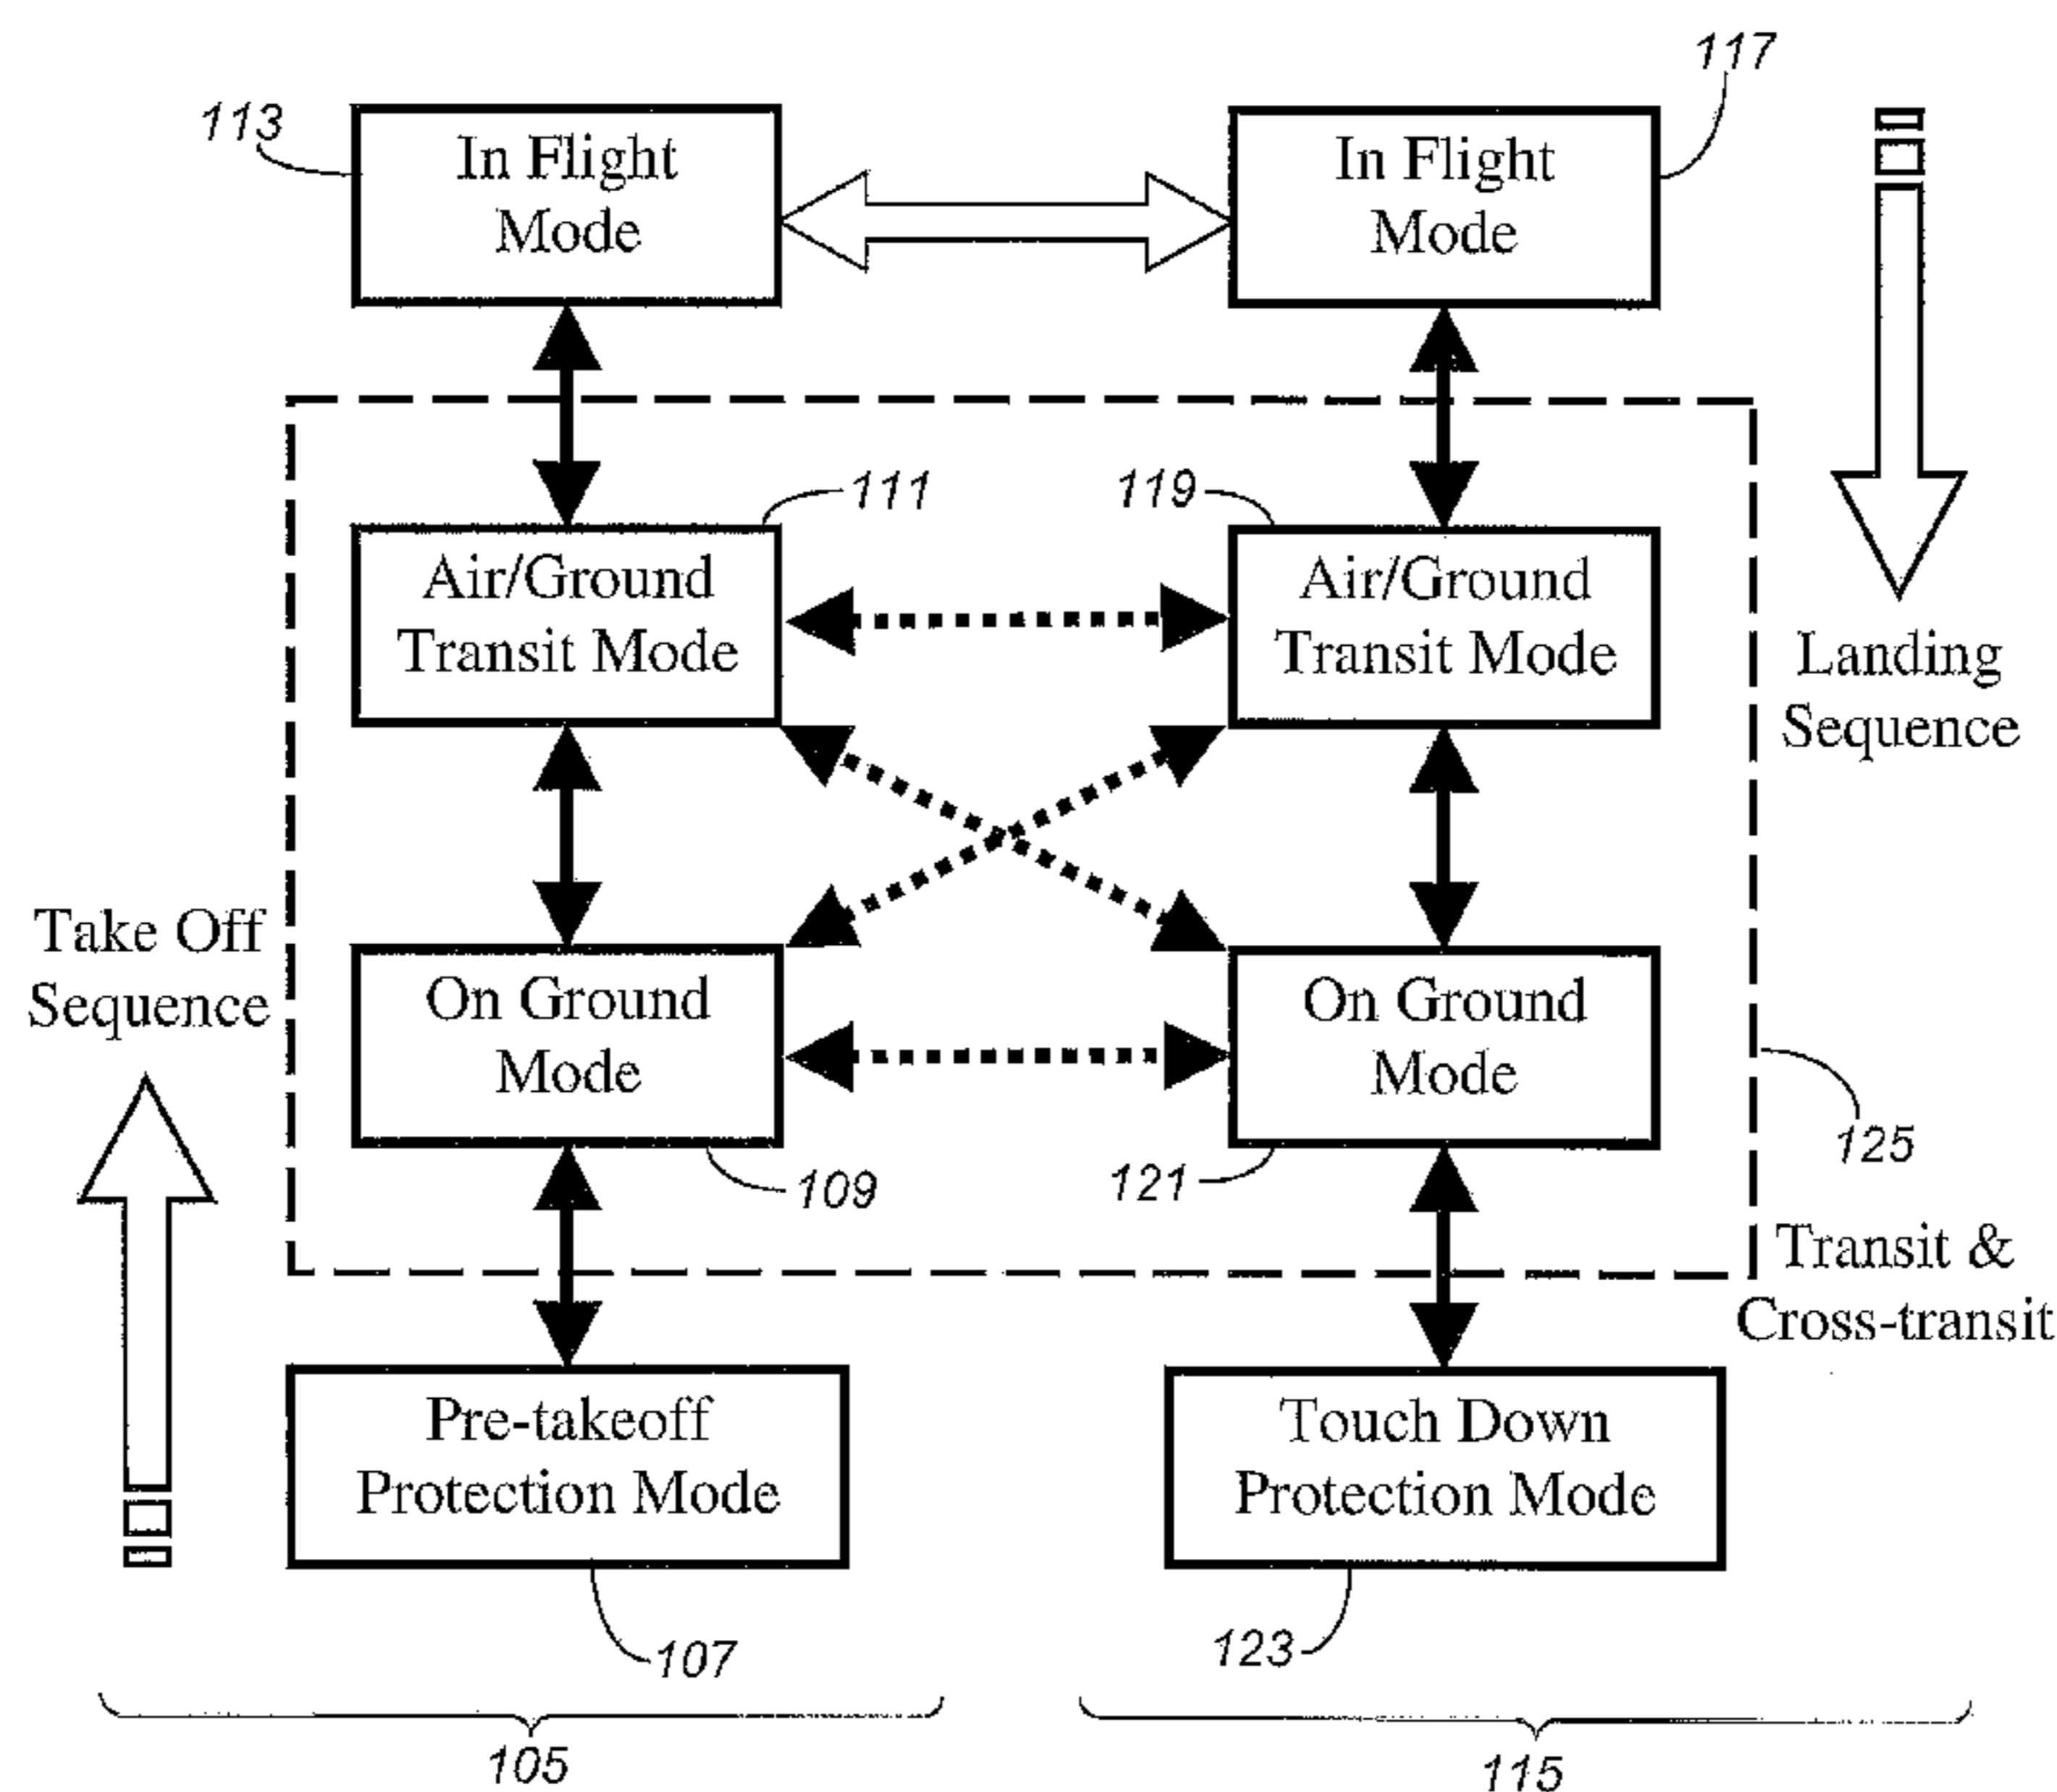 117
113
In Flight
Mode
In Flight
Mode
111
119
Air/Ground
Transit Mode
Air/Ground
Transit Mode
Landing
Sequence
Take Off
Sequence
On Ground
Mode
On Ground
Mode
125
109
121
Transit &
Cross-transit
Pre-takeoff
Protection Mode
Touch Down
Protection Mode
107
123
105
115